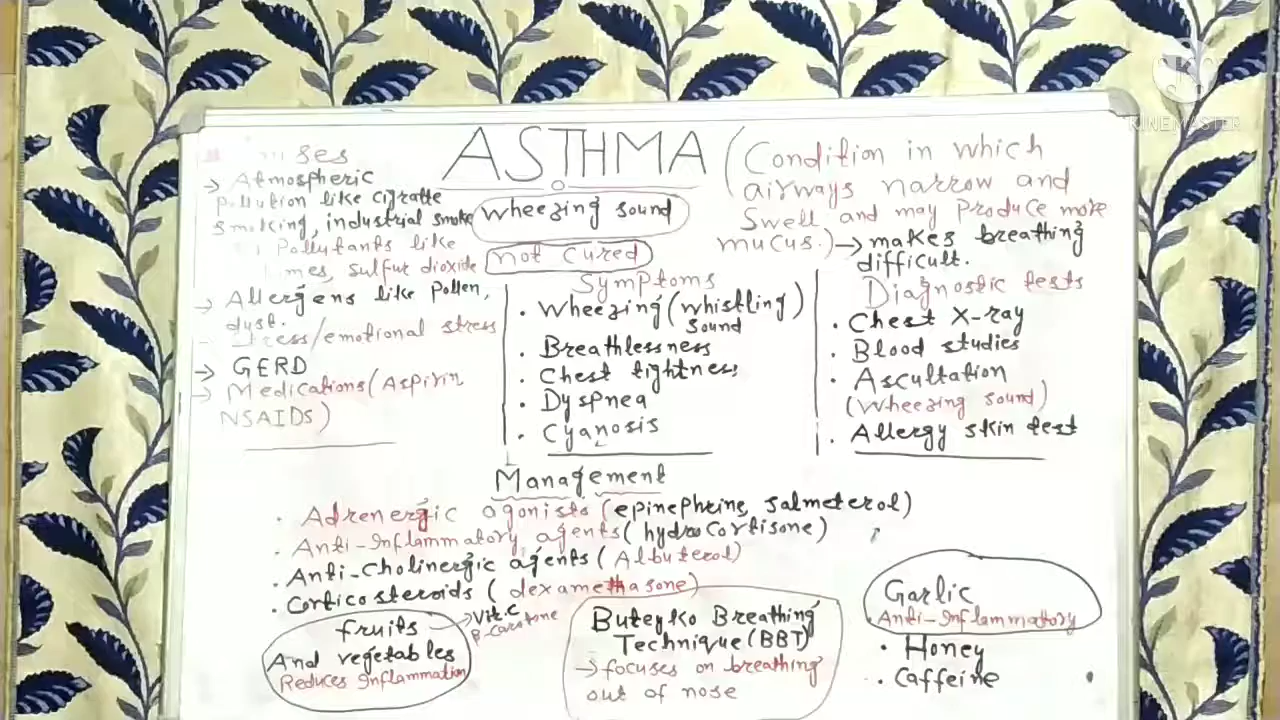 KINEMASTER
ASTHMA
(Condition in which
airways narrow and
swell and may produce more
mucus.) → makes breathing
difficult.
Wheezing sound
not cured
→ Atmospheric
pollution like cigratte
smoking, industrial smoke
Pollutants like
sulfur dioxide
→ Allergens like pollen,
dust.
stress/emotional stress
→ GERD
→ Medications (Aspirin
NSAIDS)
Symptoms
• Wheezing (whistling)
sound
• Breathlessness
• Chest tightness
• Dyspnea
• Cyanosis
Diagnostic tests
• Chest X-ray
• Blood studies
• Ascultation
(Wheezing sound)
• Allergy skin test
Management
• Adrenergic agonists (epinephrine, salmeterol)
• Anti-Inflammatory agents (hydrocortisone)
• Anti-cholinergic agents (Albuterol)
• Corticosteroids (dexamethasone)
fruits → Vit.C
And vegetables
Reduces Inflammation
Buteyko Breathing
Technique (BBT)
→ focuses on breathing
out of nose
Garlic
Anti-Inflammatory
• Honey
• Caffeine